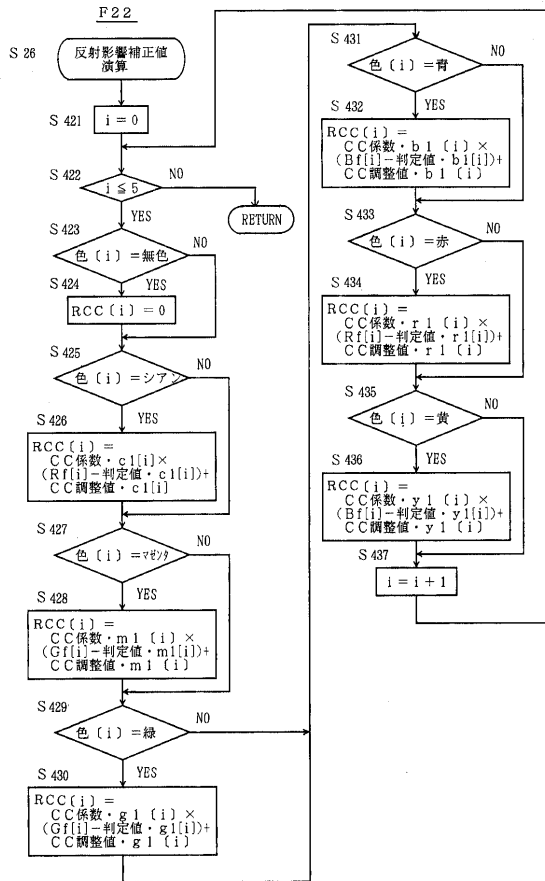 F22
S 26
反射影響補正値
演算
S 421
i = 0
S 422
i ≦ 5
NO
YES
RETURN
S 423
色〔i〕=無色
NO
YES
S 424
RCC〔i〕= 0
S 425
色〔i〕=シアン
NO
YES
S 426
RCC〔i〕=
CC係数・c1[i]×
(Rf[i]−判定値・c1[i])+
CC調整値・c1[i]
S 427
色〔i〕=マゼンタ
NO
YES
S 428
RCC〔i〕=
CC係数・m1〔i〕×
(Gf[i]−判定値・m1[i])+
CC調整値・m1〔i〕
S 429
色〔i〕=緑
NO
YES
S 430
RCC〔i〕=
CC係数・g1〔i〕×
(Gf[i]−判定値・g1[i])+
CC調整値・g1〔i〕
S 431
色〔i〕=青
NO
YES
S 432
RCC〔i〕=
CC係数・b1〔i〕×
(Bf[i]−判定値・b1[i])+
CC調整値・b1〔i〕
S 433
色〔i〕=赤
NO
YES
S 434
RCC〔i〕=
CC係数・r1〔i〕×
(Rf[i]−判定値・r1[i])+
CC調整値・r1〔i〕
S 435
色〔i〕=黄
NO
YES
S 436
RCC〔i〕=
CC係数・y1〔i〕×
(Bf[i]−判定値・y1[i])+
CC調整値・y1〔i〕
S 437
i = i + 1